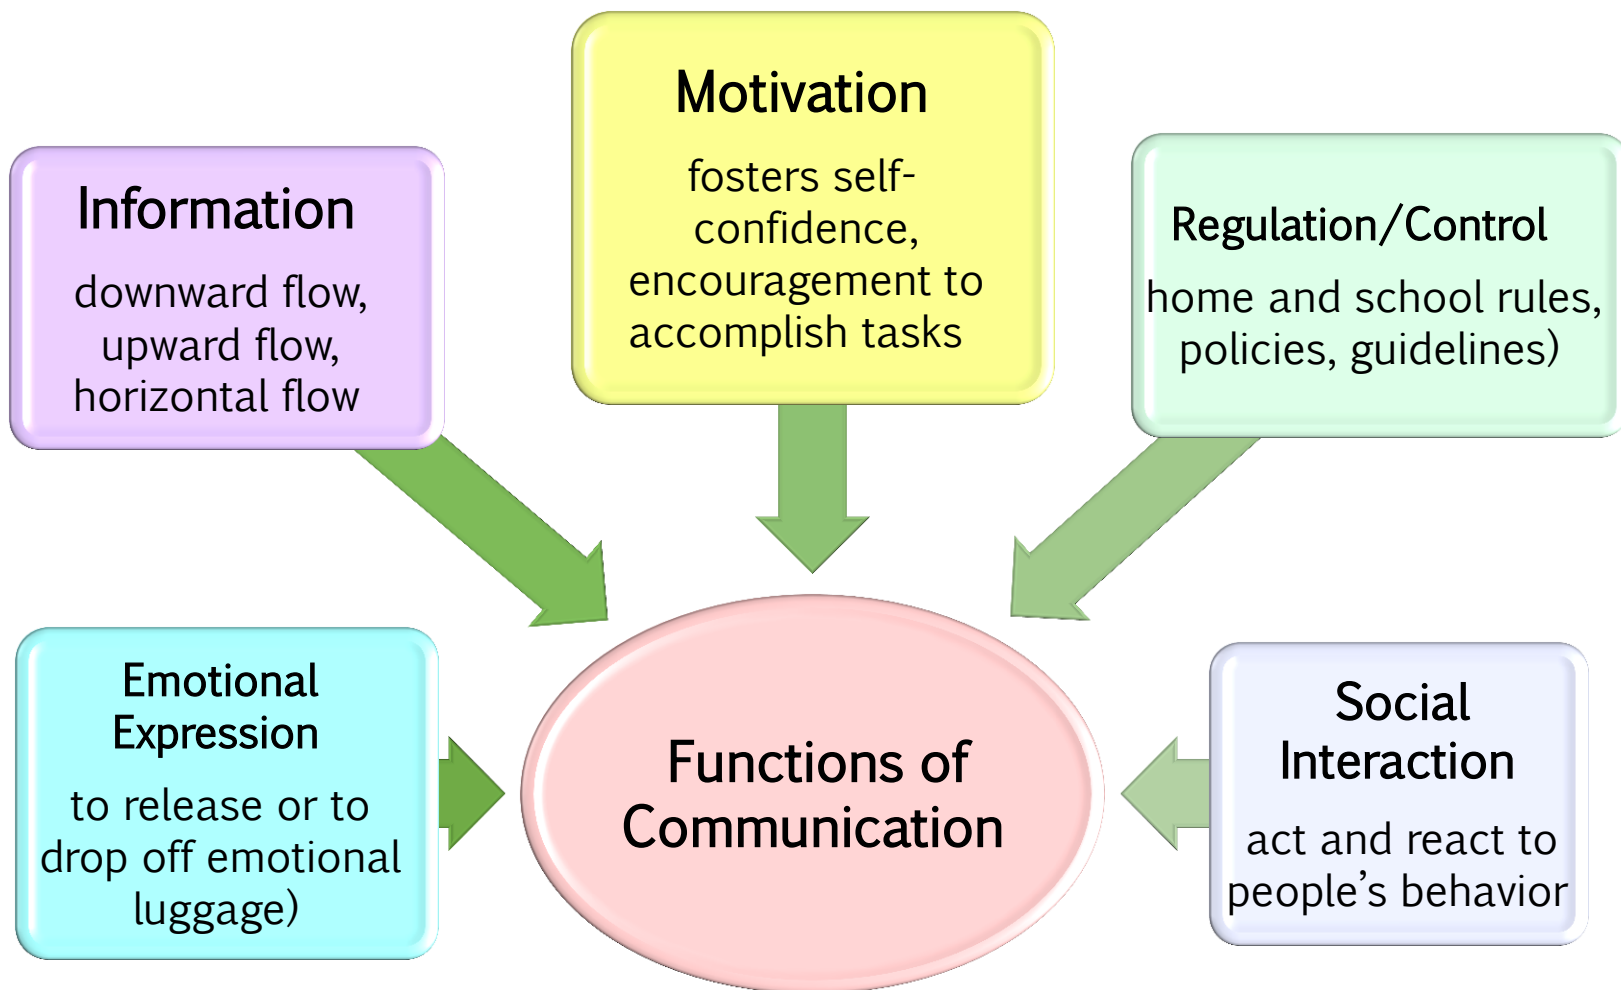 Motivation
fosters self-
confidence,
encouragement to
accomplish tasks
Information
downward flow,
upward flow,
horizontal flow
Regulation/Control
home and school rules,
policies, guidelines)
Emotional
Expression
to release or to
drop off emotional
luggage)
Functions of
Communication
Social
Interaction
act and react to
people’s behavior